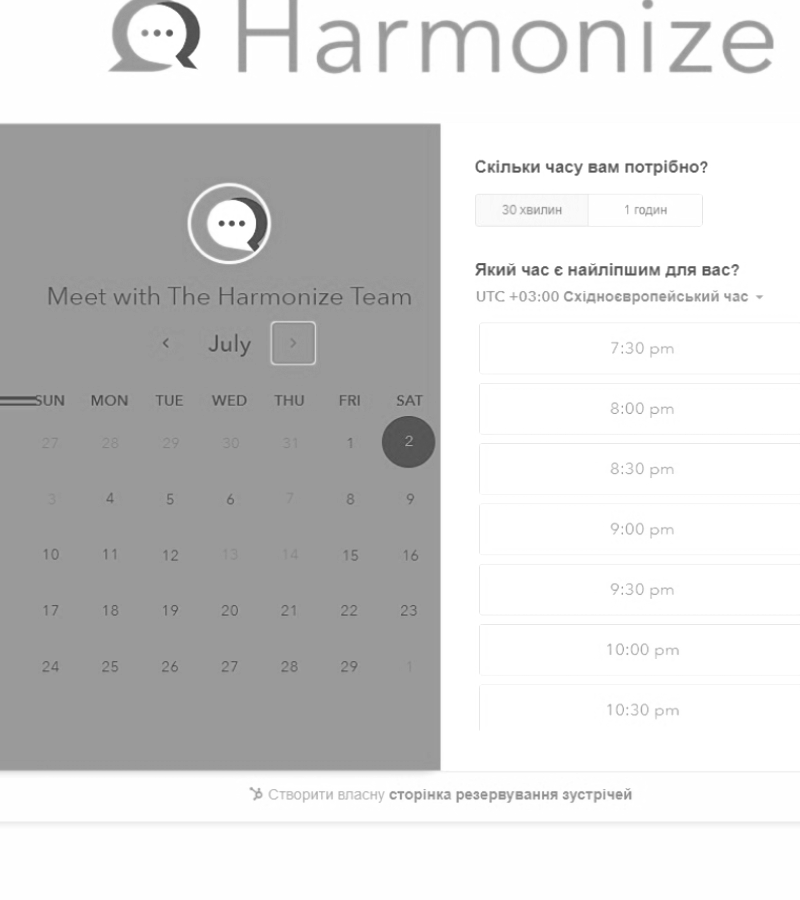 Harmonize
Meet with The Harmonize Team
July
SUN MON TUE WED THU FRI SAT
27 28 29 30 31 1 2
3 4 5 6 7 8 9
10 11 12 13 14 15 16
17 18 19 20 21 22 23
24 25 26 27 28 29 1
Скільки часу вам потрібно?
30 хвилин 1 годин
Який час є найліпшим для вас?
UTC +03:00 Східноєвропейський час
7:30 pm
8:00 pm
8:30 pm
9:00 pm
9:30 pm
10:00 pm
10:30 pm
Створити власну сторінка резервування зустрічей